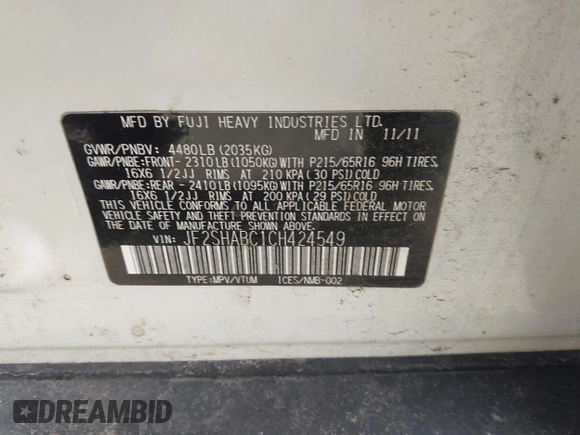 MFD BY FUJI HEAVY INDUSTRIES LTD.
MFD IN 11/11
GVWR/PNBV: 4480LB (2035KG)
GAWR/PNBE:FRONT- 2310LB (1050KG) WITH P215/65R16 96H TIRES,
16X6 1/2JJ RIMS AT 210 KPA (30 PSI) COLD
GAWR/PNBE:REAR - 2410LB (1095KG) WITH P215/65R16 96H TIRES,
16X6 1/2JJ RIMS AT 200 KPA (29 PSI) COLD
THIS VEHICLE CONFORMS TO ALL APPLICABLE FEDERAL MOTOR
VEHICLE SAFETY AND THEFT PREVENTION STANDARDS IN EFFECT ON
THE DATE OF MANUFACTURE SHOWN ABOVE.
VIN: JF2SHABC1CH424549
TYPE:MPV/VTUM ICES/NMB-002
DREAMBID